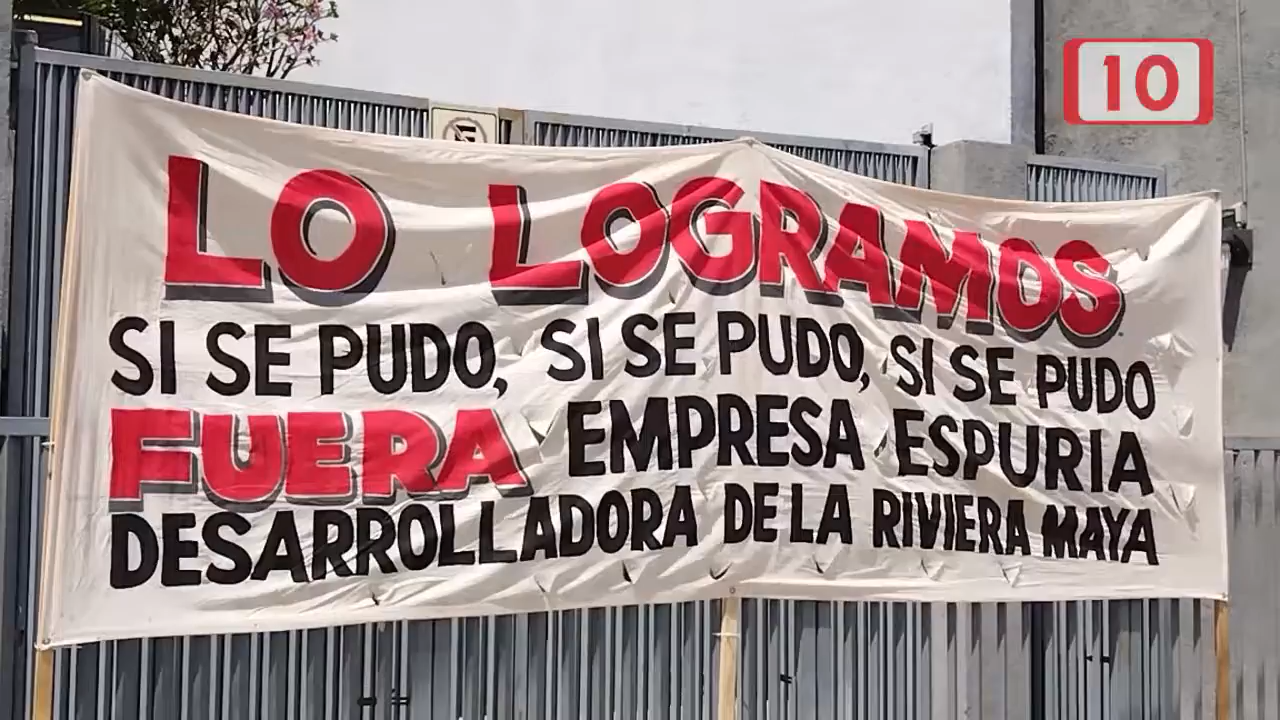 10
LO LOGRAMOS
SI SE PUDO, SI SE PUDO, SI SE PUDO
FUERA EMPRESA ESPURIA
DESARROLLADORA DE LA RIVIERA MAYA